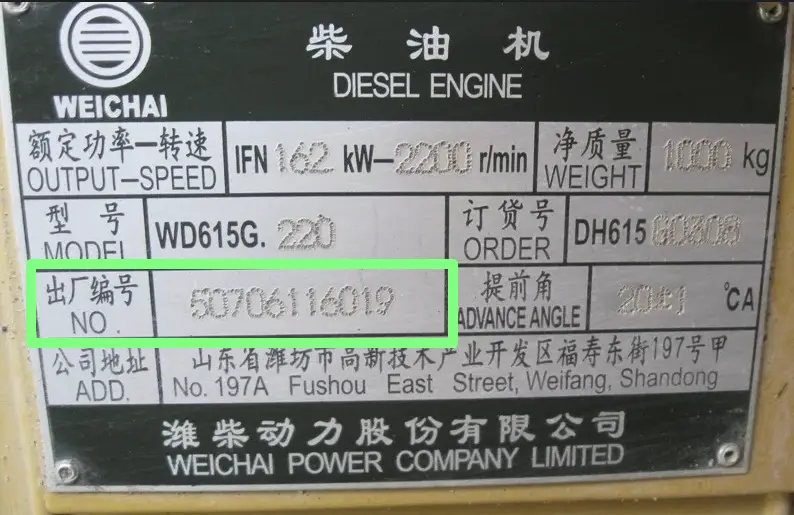 WEICHAI
柴油机
DIESEL ENGINE
额定功率—转速 IFN 162 kW—2200 r/min 净质量 1000 kg
OUTPUT—SPEED WEIGHT
型号 WD615G. 220 订货号 DH615G0808
MODEL ORDER
出厂编号 50706116019 提前角 20±1 °CA
NO. ADVANCE ANGLE
公司地址 山东省潍坊市高新技术产业开发区福寿东街197号甲
ADD. No. 197A Fushou East Street, Weifang, Shandong
潍柴动力股份有限公司
WEICHAI POWER COMPANY LIMITED